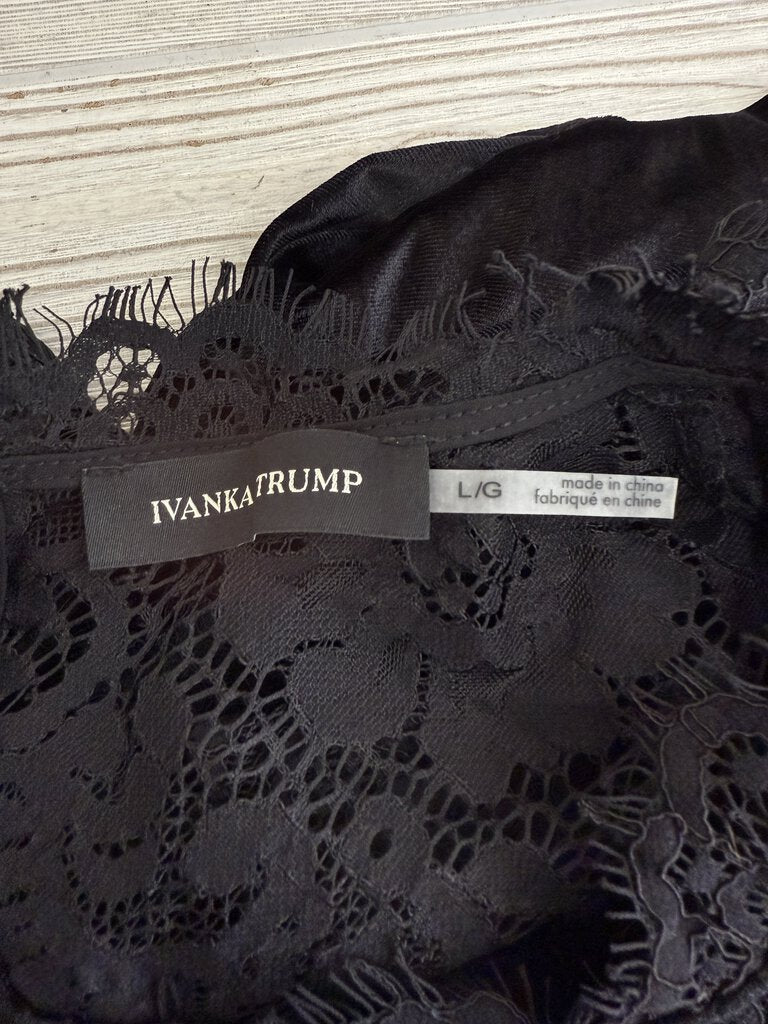 IVANKA TRUMP
L/G
made in china
fabriqué en chine